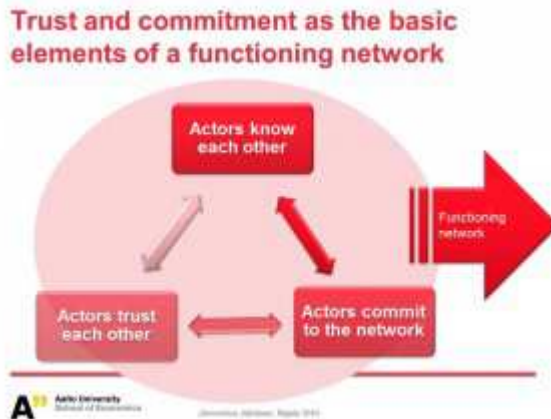 Trust and commitment as the basic
elements of a functioning network
Actors know
each other
Functioning
network
Actors trust
each other
Actors commit
to the network
A"
Aalto University
School of Economics